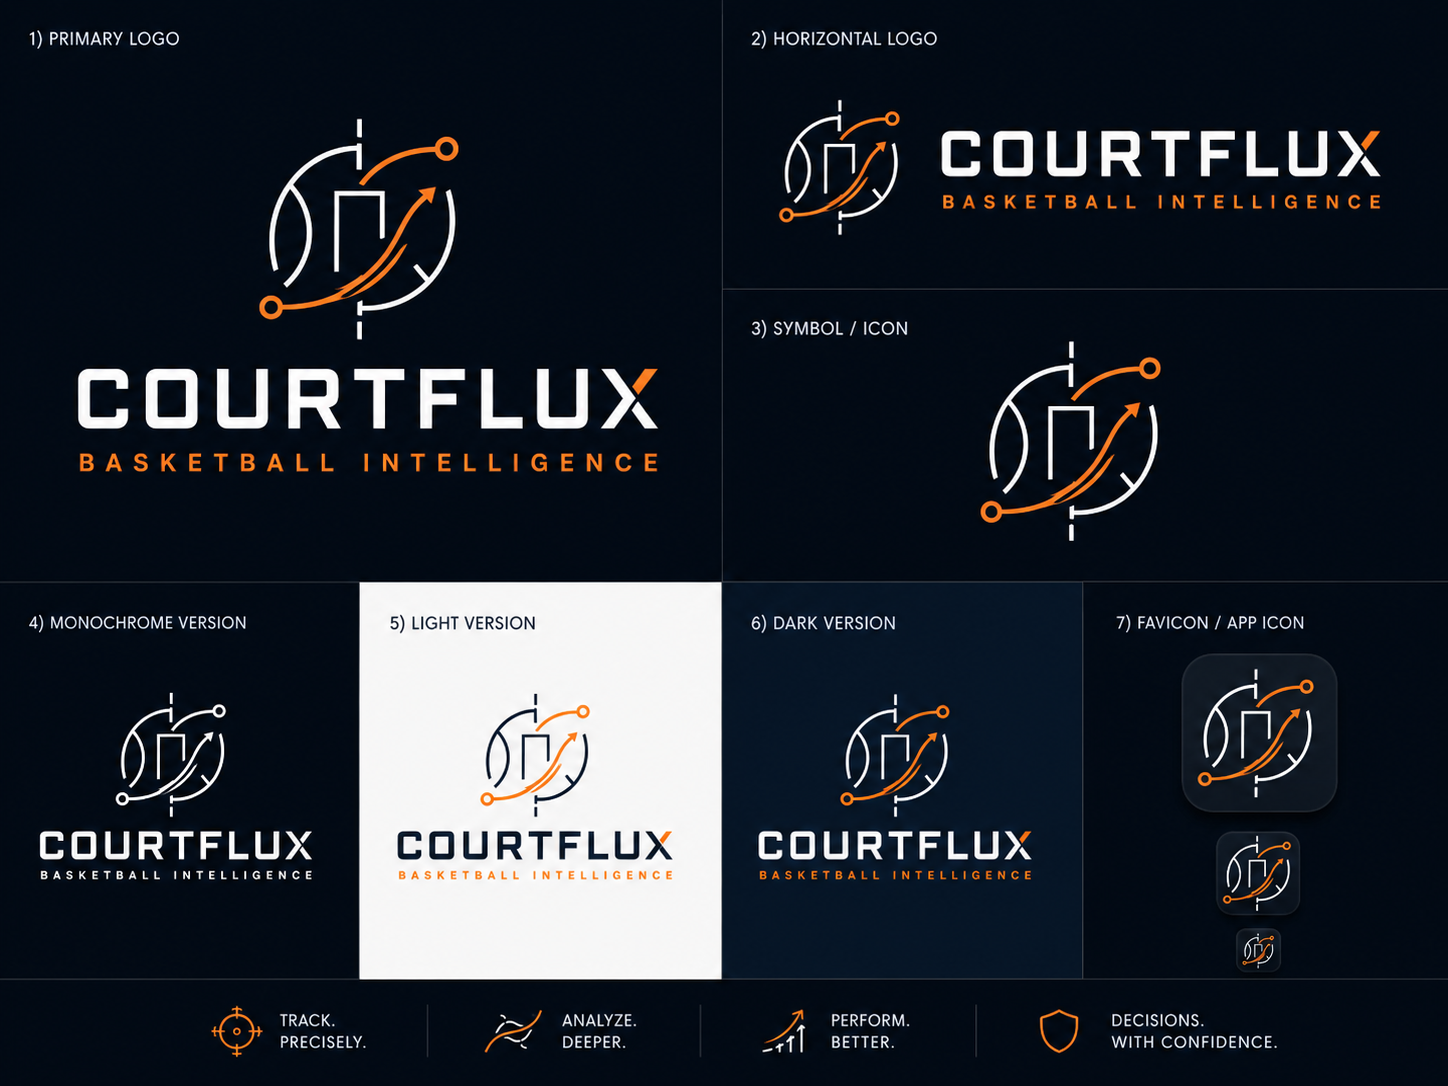 1) PRIMARY LOGO
COURTFLUX
BASKETBALL INTELLIGENCE
2) HORIZONTAL LOGO
COURTFLUX
BASKETBALL INTELLIGENCE
3) SYMBOL / ICON
4) MONOCHROME VERSION
COURTFLUX
BASKETBALL INTELLIGENCE
5) LIGHT VERSION
COURTFLUX
BASKETBALL INTELLIGENCE
6) DARK VERSION
COURTFLUX
BASKETBALL INTELLIGENCE
7) FAVICON / APP ICON
TRACK.
PRECISELY.
ANALYZE.
DEEPER.
PERFORM.
BETTER.
DECISIONS.
WITH CONFIDENCE.